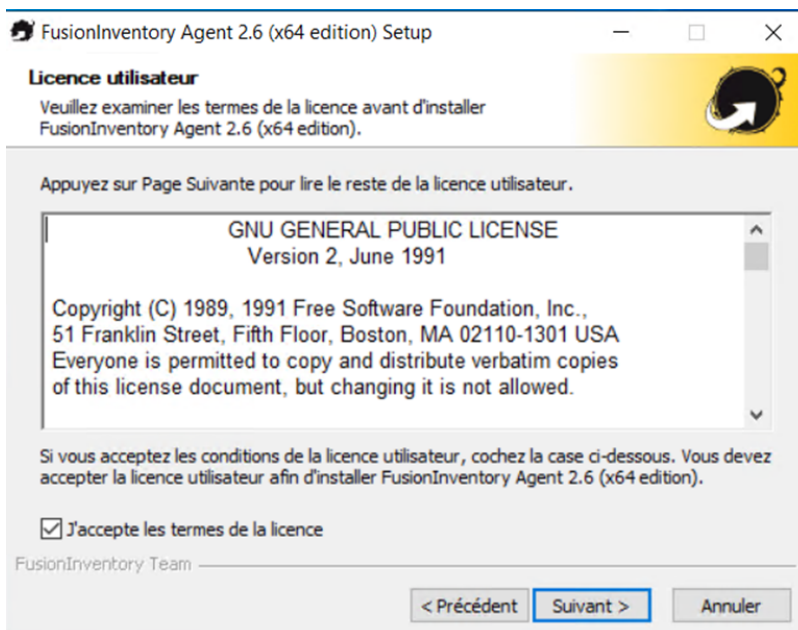 FusionInventory Agent 2.6 (x64 edition) Setup
Licence utilisateur
Veuillez examiner les termes de la licence avant d'installer
FusionInventory Agent 2.6 (x64 edition).
Appuyez sur Page Suivante pour lire le reste de la licence utilisateur.
GNU GENERAL PUBLIC LICENSE
Version 2, June 1991
Copyright (C) 1989, 1991 Free Software Foundation, Inc.,
51 Franklin Street, Fifth Floor, Boston, MA 02110-1301 USA
Everyone is permitted to copy and distribute verbatim copies
of this license document, but changing it is not allowed.
Si vous acceptez les conditions de la licence utilisateur, cochez la case ci-dessous. Vous devez
accepter la licence utilisateur afin d'installer FusionInventory Agent 2.6 (x64 edition).
J'accepte les termes de la licence
FusionInventory Team
< Précédent Suivant > Annuler